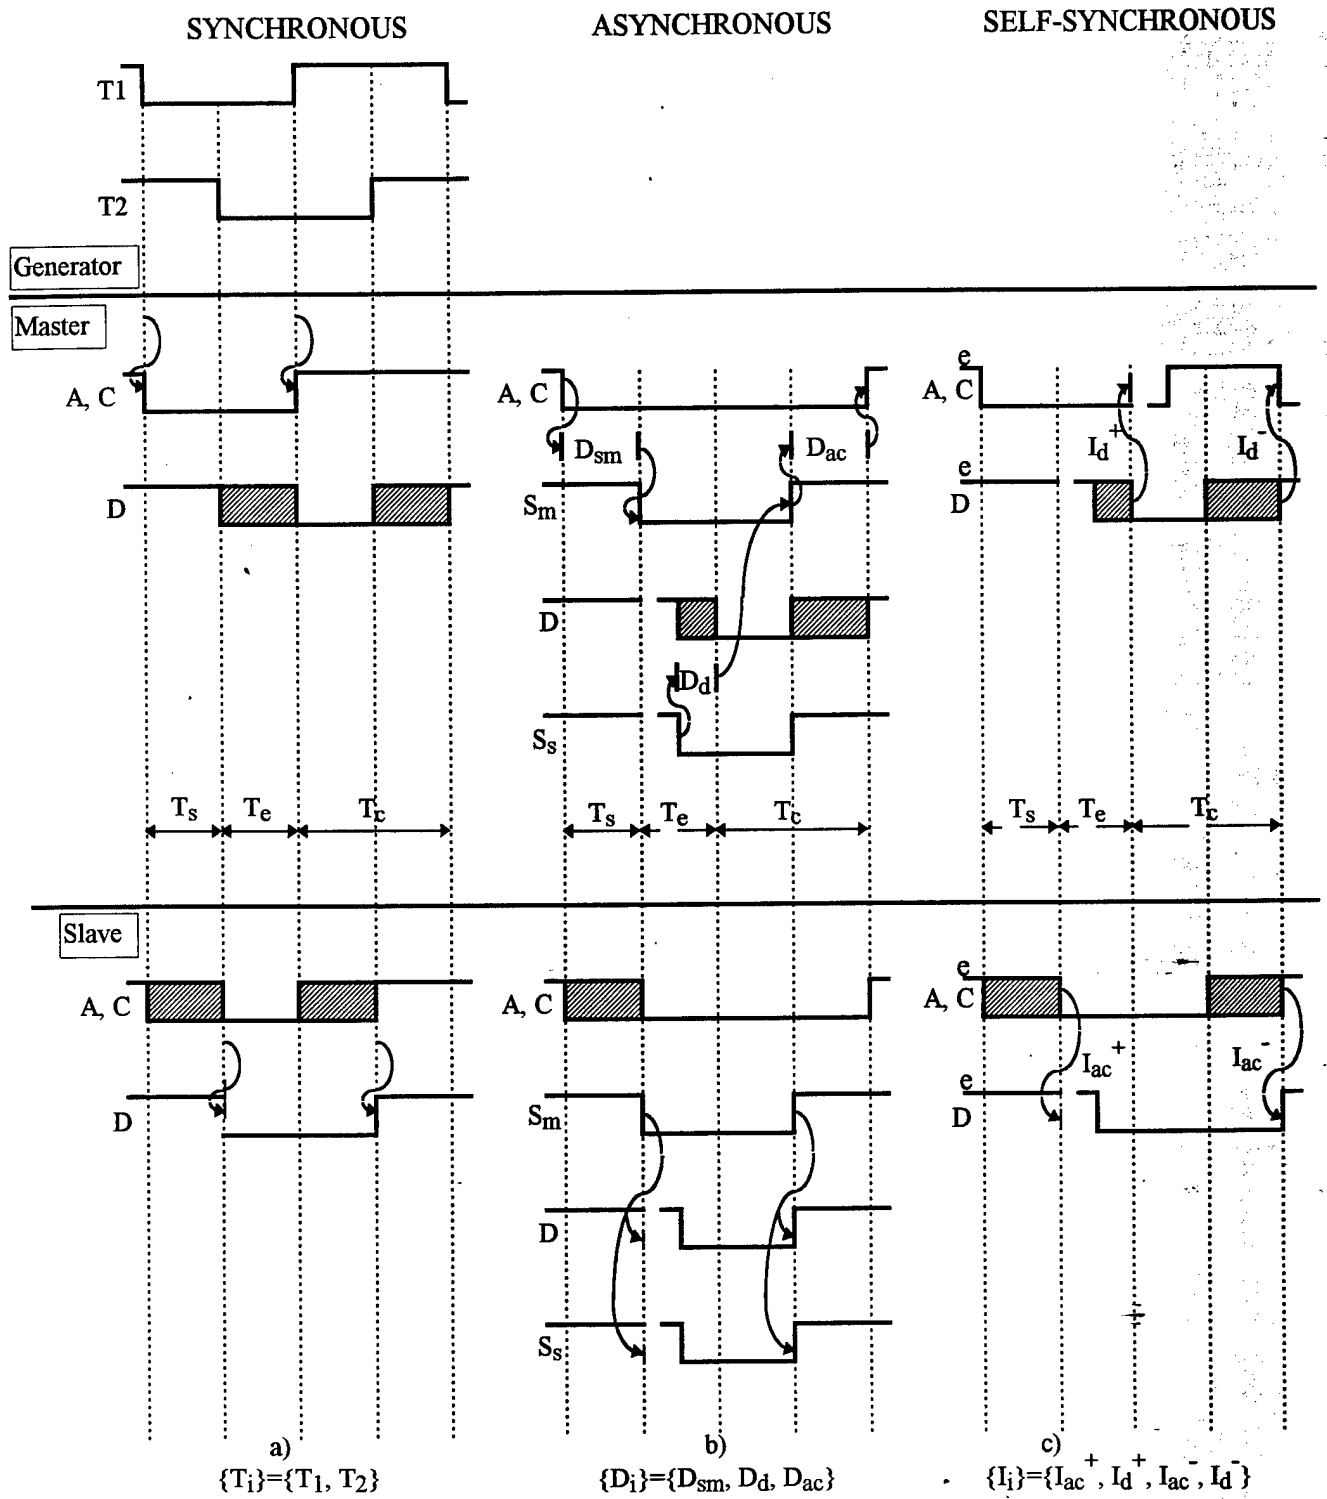 SYNCHRONOUS ASYNCHRONOUS SELF-SYNCHRONOUS
T1
T2
Generator
Master
A, C
D
A, C
Dsm Dac
Sm
D
Dd
Ss
e
A, C
Id+ Id-
e
D
Ts Te Tc Ts Te Tc Ts Te Tc
Slave
A, C
D
A, C
Sm
D
Ss
e
A, C
Iac+ Iac-
e
D
a) b) c)
{Ti}={T1, T2} {Di}={Dsm, Dd, Dac} {Ii}={Iac+, Id+, Iac-, Id-}